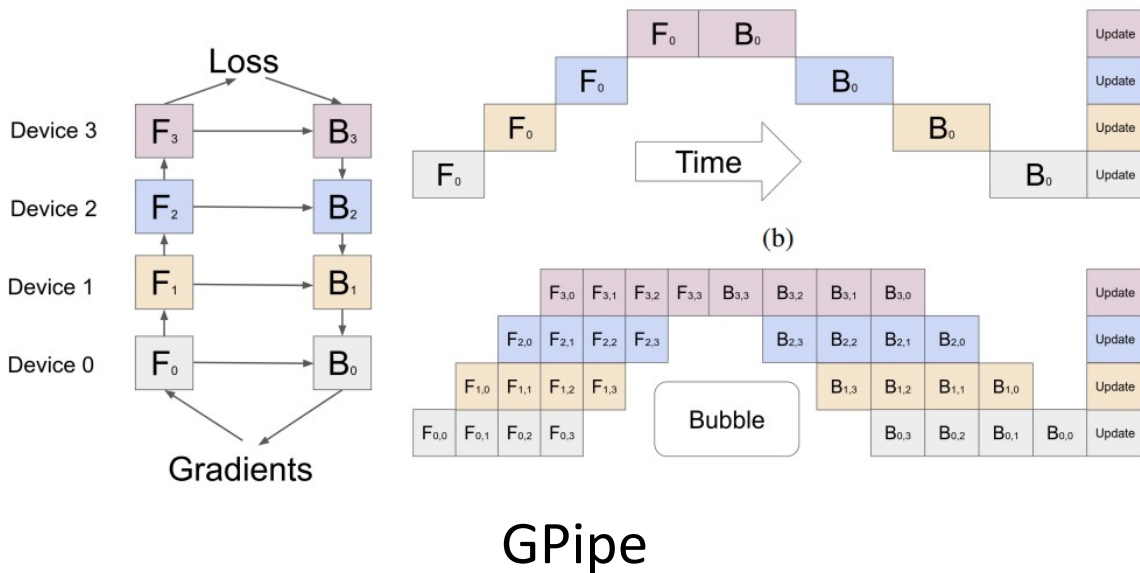 Loss
Device 3 F3 B3
Device 2 F2 B2
Device 1 F1 B1
Device 0 F0 B0
Gradients
F0 B0 Update
F0 B0 Update
F0 B0 Update
F0 B0 Update
Time
(b)
F3,0 F3,1 F3,2 F3,3 B3,3 B3,2 B3,1 B3,0 Update
F2,0 F2,1 F2,2 F2,3 B2,3 B2,2 B2,1 B2,0 Update
F1,0 F1,1 F1,2 F1,3 B1,3 B1,2 B1,1 B1,0 Update
F0,0 F0,1 F0,2 F0,3 B0,3 B0,2 B0,1 B0,0 Update
Bubble
GPipe